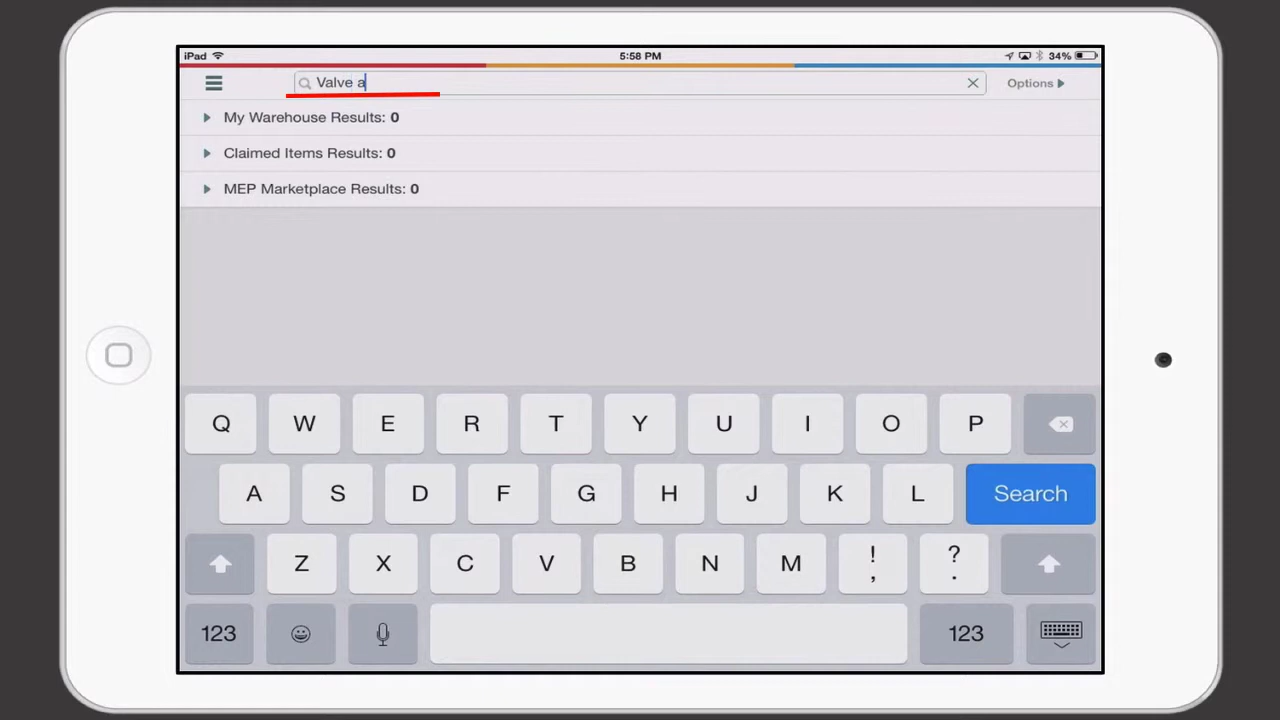 iPad 5:58 PM 34%
Valve a
Options
My Warehouse Results: 0
Claimed Items Results: 0
MEP Marketplace Results: 0
Q W E R T Y U I O P
A S D F G H J K L Search
Z X C V B N M ! , ? .
123 123